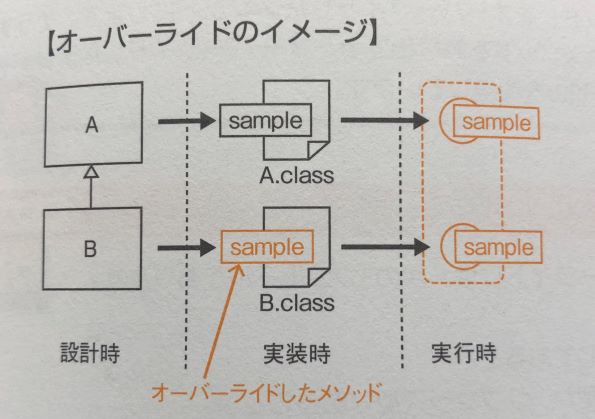 【オーバーライドのイメージ】
A
sample
sample
A.class
B
sample
sample
B.class
設計時
実装時
実行時
オーバーライドしたメソッド